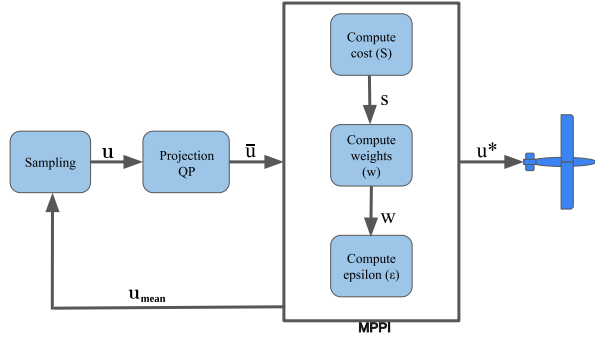 Compute
cost (S)
s
Sampling
u
Projection
QP
ū
Compute
weights
(w)
u*
w
Compute
epsilon (ε)
u_mean
MPPI